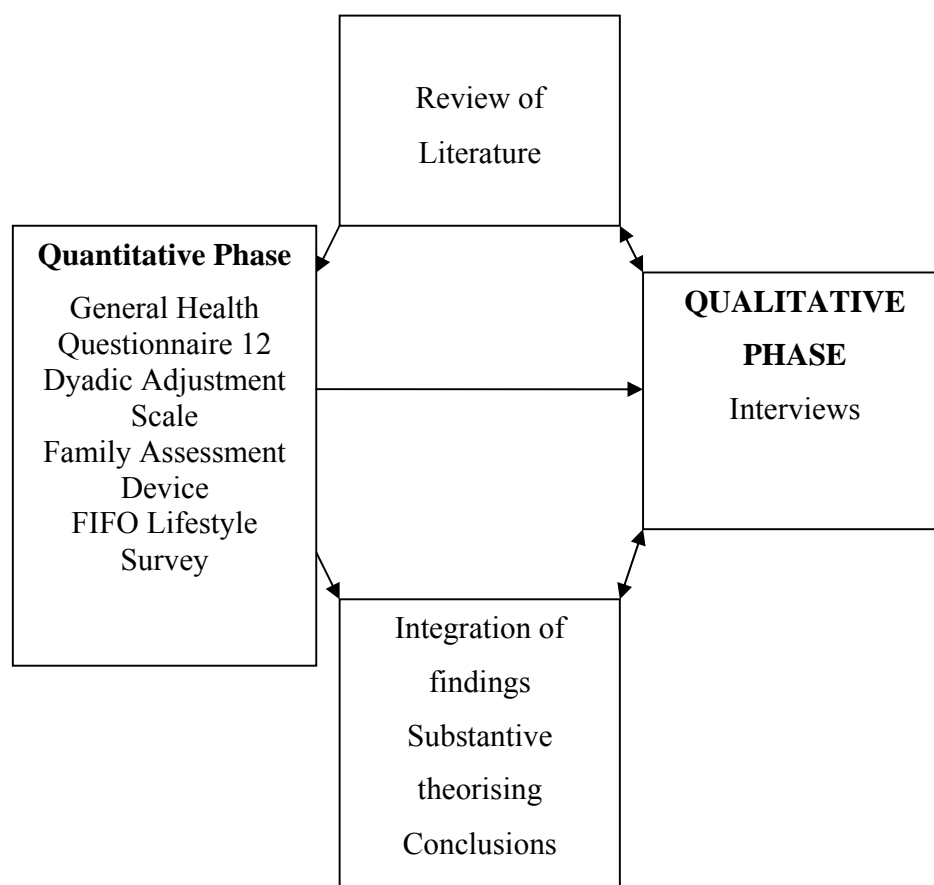 Review of
Literature
Quantitative Phase
General Health
Questionnaire 12
Dyadic Adjustment
Scale
Family Assessment
Device
FIFO Lifestyle
Survey
QUALITATIVE
PHASE
Interviews
Integration of
findings
Substantive
theorising
Conclusions